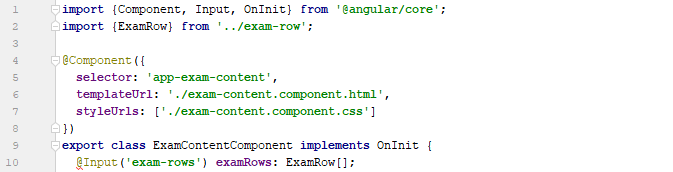 1 import {Component, Input, OnInit} from '@angular/core';
2 import {ExamRow} from '../exam-row';
3
4 @Component({
5 selector: 'app-exam-content',
6 templateUrl: './exam-content.component.html',
7 styleUrls: ['./exam-content.component.css']
8 })
9 export class ExamContentComponent implements OnInit {
10 @Input('exam-rows') examRows: ExamRow[];